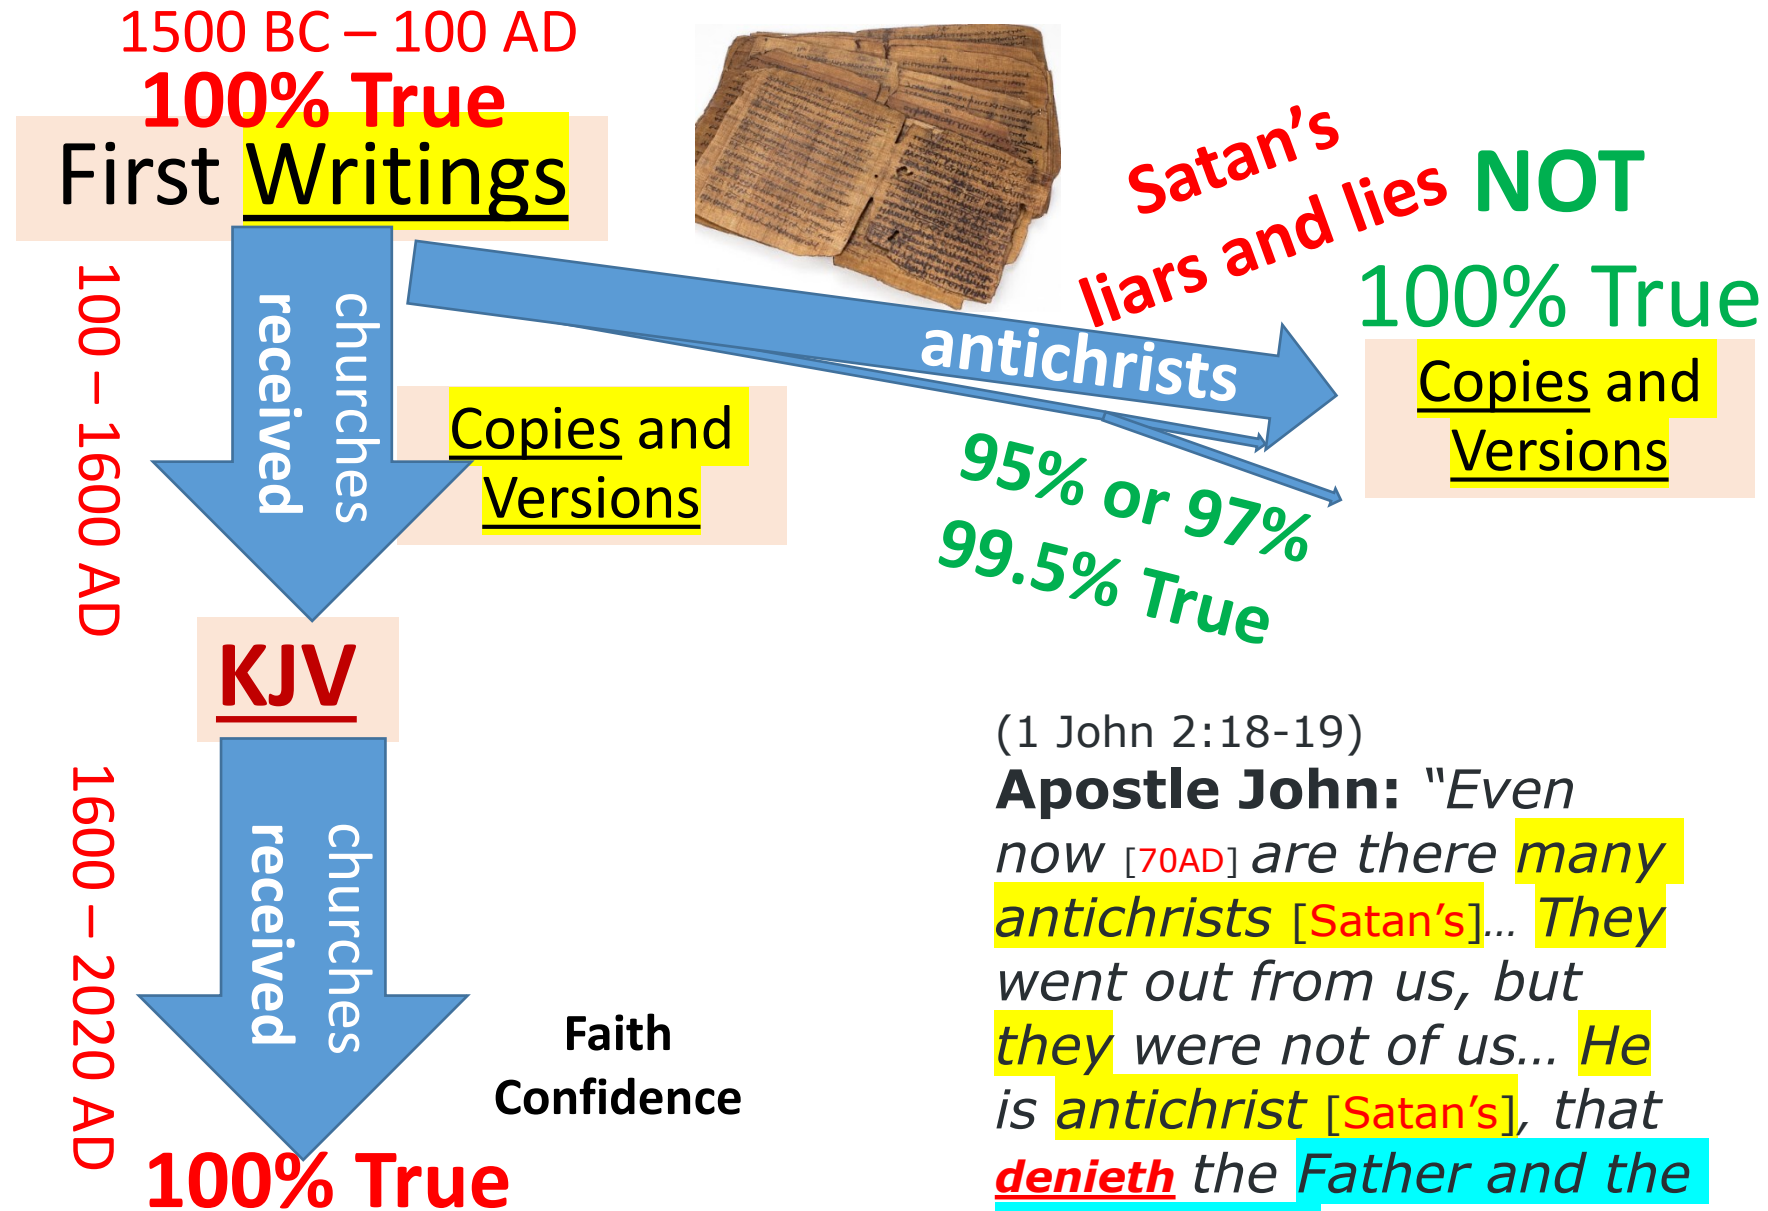 1500 BC – 100 AD
100% True
First Writings
100 – 1600 AD
churches
received
Copies and
Versions
KJV
1600 – 2020 AD
churches
received
100% True
Faith
Confidence
Satan’s
liars and lies
NOT
100% True
antichrists
Copies and
Versions
95% or 97%
99.5% True
(1 John 2:18-19)
Apostle John: “Even
now [70AD] are there many
antichrists [Satan’s]… They
went out from us, but
they were not of us… He
is antichrist [Satan’s], that
denieth the Father and the